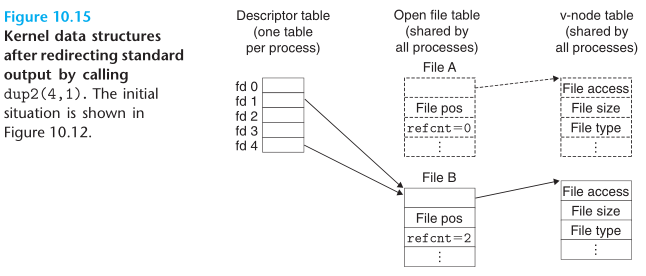 Figure 10.15
Kernel data structures
after redirecting standard
output by calling
dup2(4,1). The initial
situation is shown in
Figure 10.12.
Descriptor table
(one table
per process)
Open file table
(shared by
all processes)
v-node table
(shared by
all processes)
fd 0
fd 1
fd 2
fd 3
fd 4
File A
File pos
refcnt=0
⋮
File access
File size
File type
⋮
File B
File pos
refcnt=2
⋮
File access
File size
File type
⋮